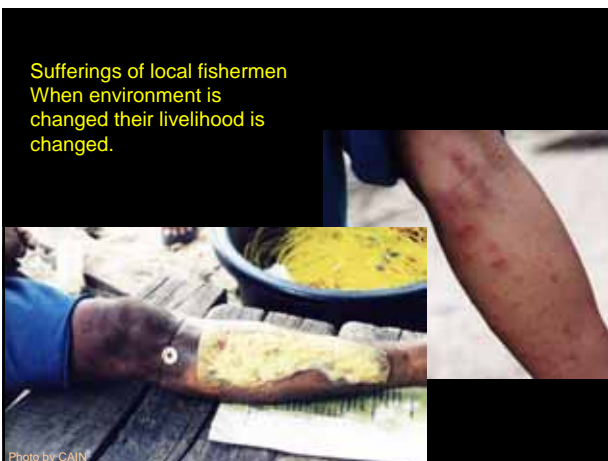 Sufferings of local fishermen
When environment is
changed their livelihood is
changed.
Photo by CAIN